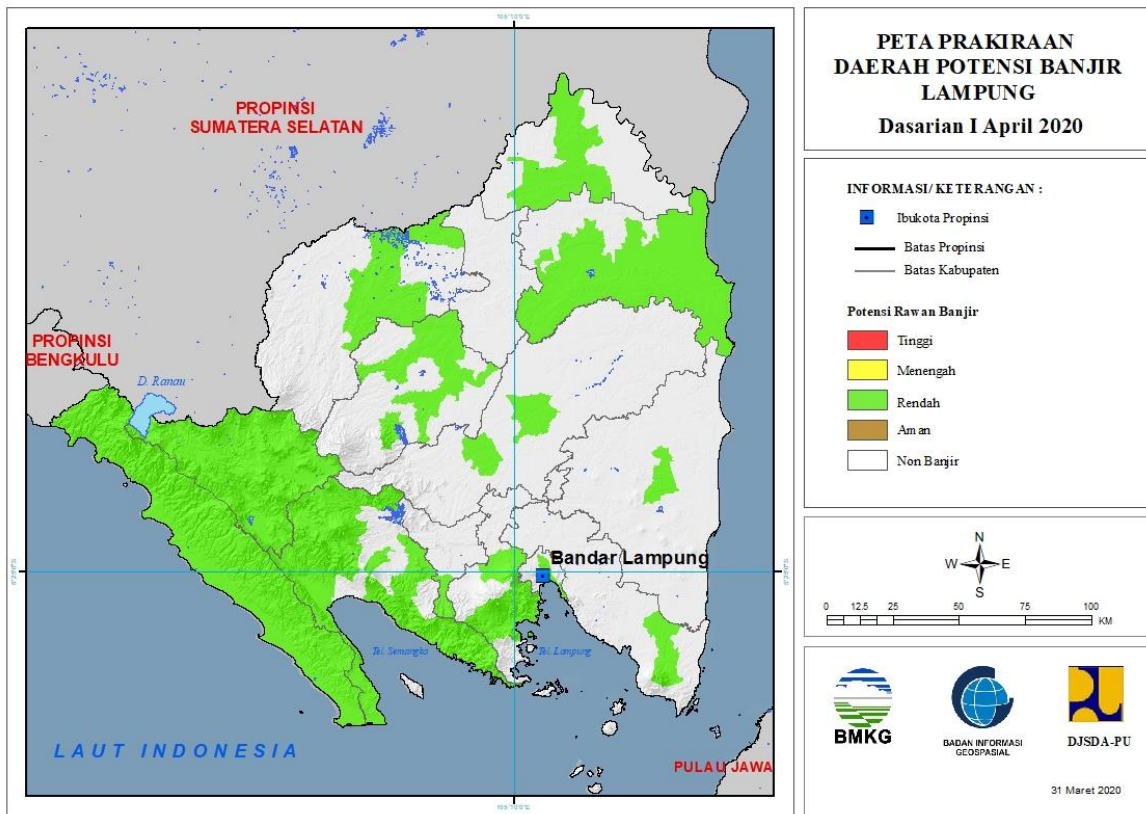 PETA PRAKIRAAN
DAERAH POTENSI BANJIR
LAMPUNG
Dasarian I April 2020
INFORMASI/ KETERANGAN :
Ibukota Propinsi
Batas Propinsi
Batas Kabupaten
Potensi Rawan Banjir
Tinggi
Menengah
Rendah
Aman
Non Banjir
N
W E
S
0 12.5 25 50 75 100
KM
BMKG
BADAN INFORMASI
GEOSPASIAL
DJSDA-PU
31 Maret 2020
PROPINSI
SUMATERA SELATAN
PROPINSI
BENGKULU
D. Ranau
Bandar Lampung
Tel. Semangka
Tel. Lampung
LAUT INDONESIA
PULAU JAWA